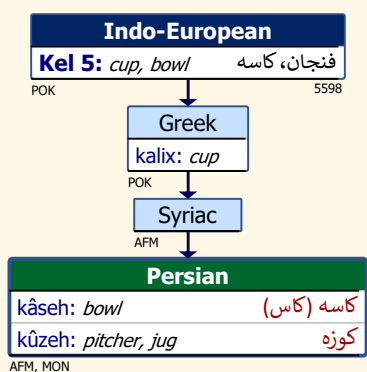 Indo-European
Kel 5: cup, bowl فنجان، کاسه
POK 5598
Greek
kalix: cup
POK
Syriac
AFM
Persian
kâseh: bowl کاسه (کاس)
kûzeh: pitcher, jug کوزه
AFM, MON